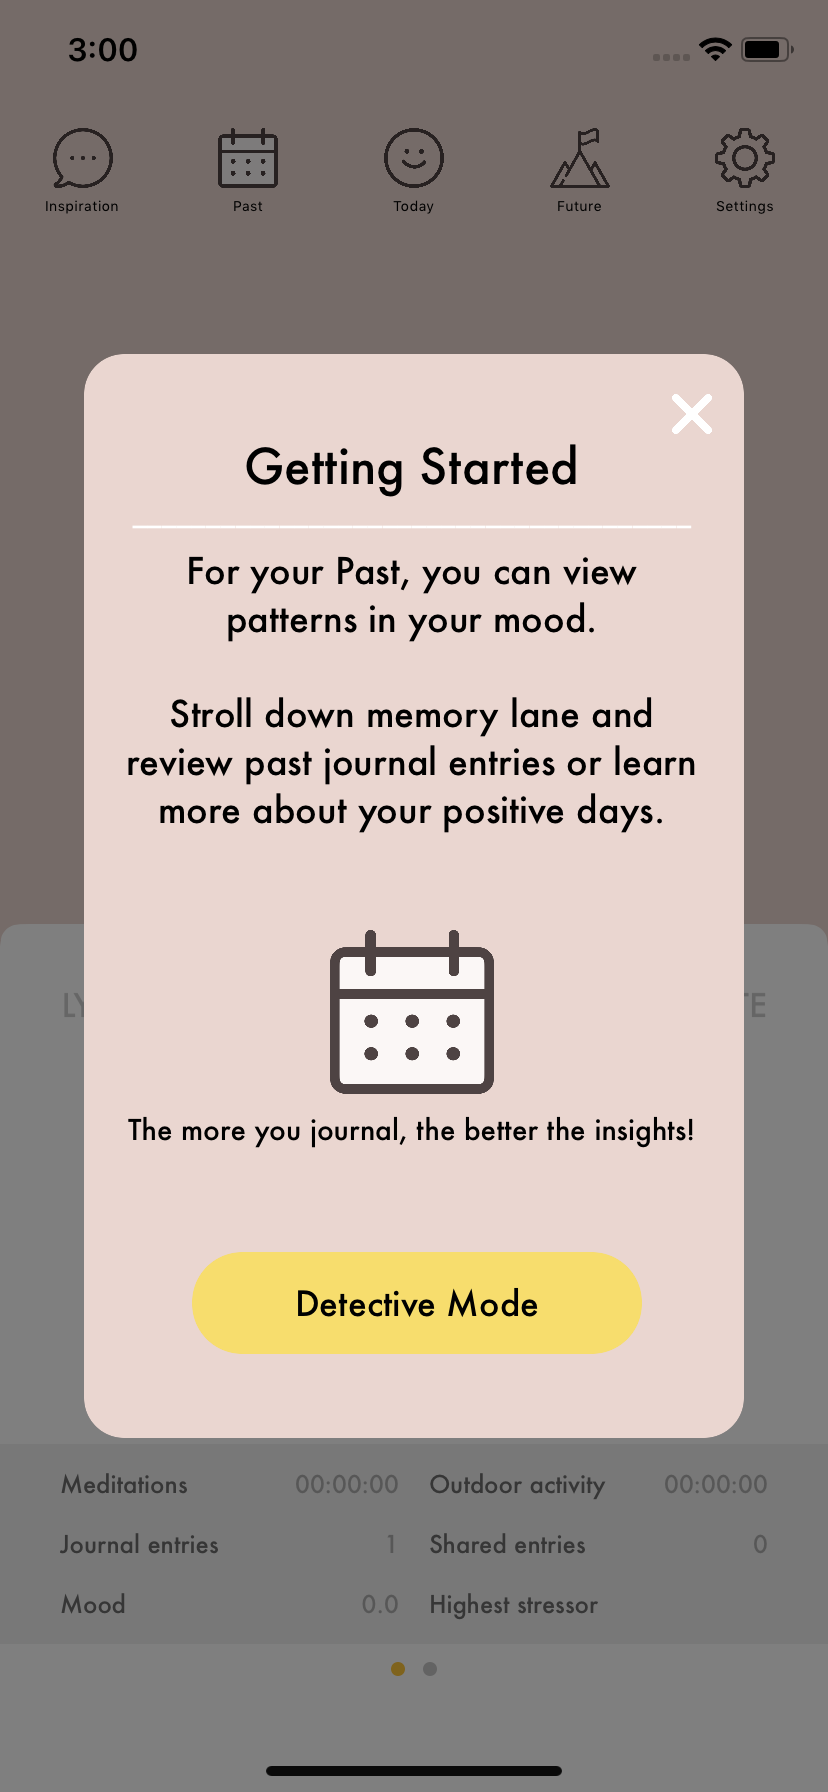 3:00
Inspiration
Past
Today
Future
Settings
Getting Started
For your Past, you can view
patterns in your mood.
Stroll down memory lane and
review past journal entries or learn
more about your positive days.
The more you journal, the better the insights!
Detective Mode
Meditations 00:00:00 Outdoor activity 00:00:00
Journal entries 1 Shared entries 0
Mood 0.0 Highest stressor